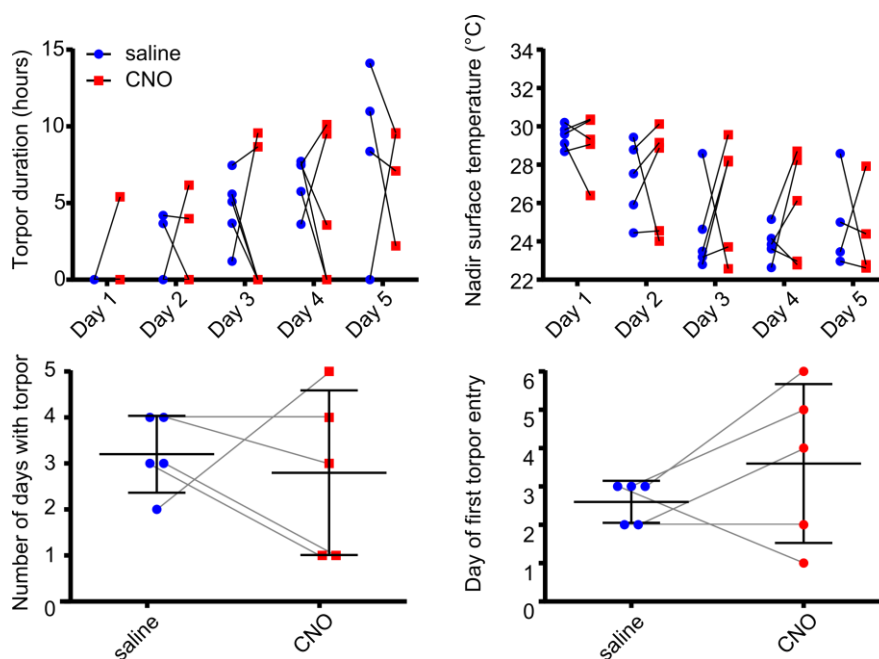 Torpor duration (hours)
15
10
5
0
saline
CNO
Day 1
Day 2
Day 3
Day 4
Day 5
Nadir surface temperature (°C)
34
32
30
28
26
24
22
Day 1
Day 2
Day 3
Day 4
Day 5
Number of days with torpor
5
4
3
2
1
0
saline
CNO
Day of first torpor entry
6
5
4
3
2
1
0
saline
CNO